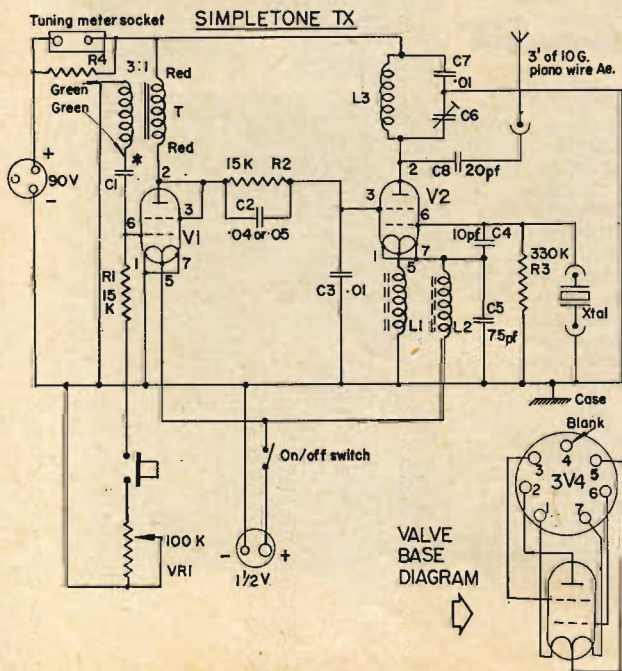 SIMPLETONE TX
Tuning meter socket
R4
3:1
Red
Green
Green
T
Red
+
90V
-
C1
*
2
6
3
V1
1
5
7
R1
15
K
15K
R2
C2
.04 or .05
C3
.01
L3
C7
.01
C6
3' of 10 G.
piano wire Ae.
2
C8
20pf
3
V2
6
1
5
7
10pf
C4
330K
R3
L1
L2
C5
75pf
Xtal
Case
On/off switch
- +
1½V
100 K
VR1
VALVE
BASE
DIAGRAM
Blank
4
3
5
3V4
2
6
1
7